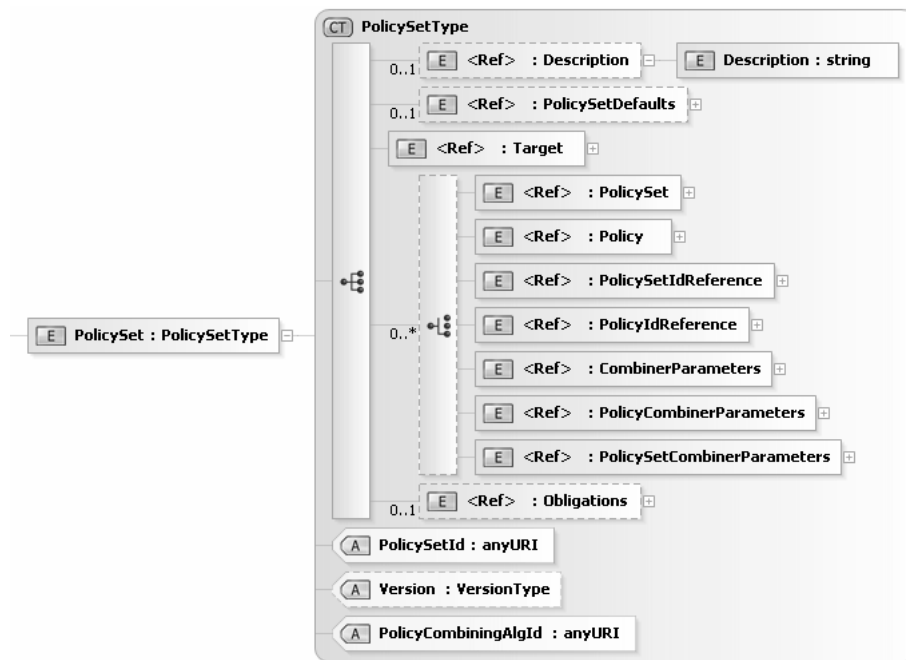 CT PolicySetType
0..1 E <Ref> : Description E Description : string
0..1 E <Ref> : PolicySetDefaults
E <Ref> : Target
E <Ref> : PolicySet
E <Ref> : Policy
E <Ref> : PolicySetIdReference
E PolicySet : PolicySetType 0..* E <Ref> : PolicyIdReference
E <Ref> : CombinerParameters
E <Ref> : PolicyCombinerParameters
E <Ref> : PolicySetCombinerParameters
0..1 E <Ref> : Obligations
A PolicySetId : anyURI
A Version : VersionType
A PolicyCombiningAlgId : anyURI